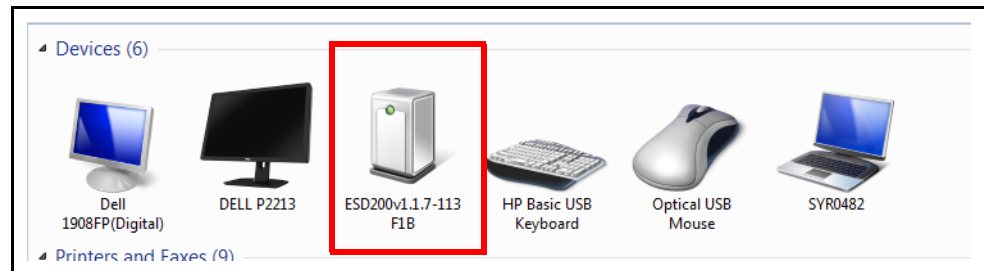 Devices (6)
Dell
1908FP(Digital)
DELL P2213
ESD200v1.1.7-113
F1B
HP Basic USB
Keyboard
Optical USB
Mouse
SYR0482
Printers and Faxes (9)